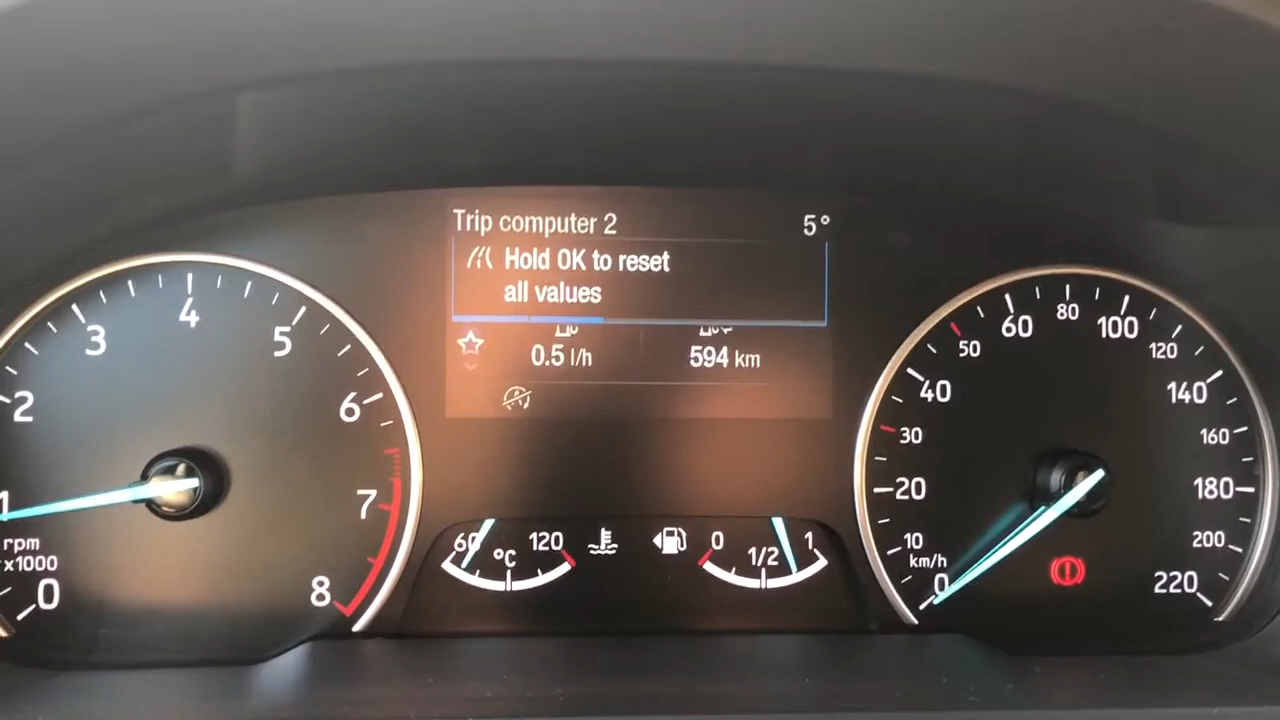 Trip computer 2 5°
Hold OK to reset
all values
0.5 l/h 594 km
0 1 2 3 4 5 6 7 8
rpm
x1000
60 °C 120
0 1/2 1
0 10 20 30 40 50 60 80 100 120 140 160 180 200 220
km/h